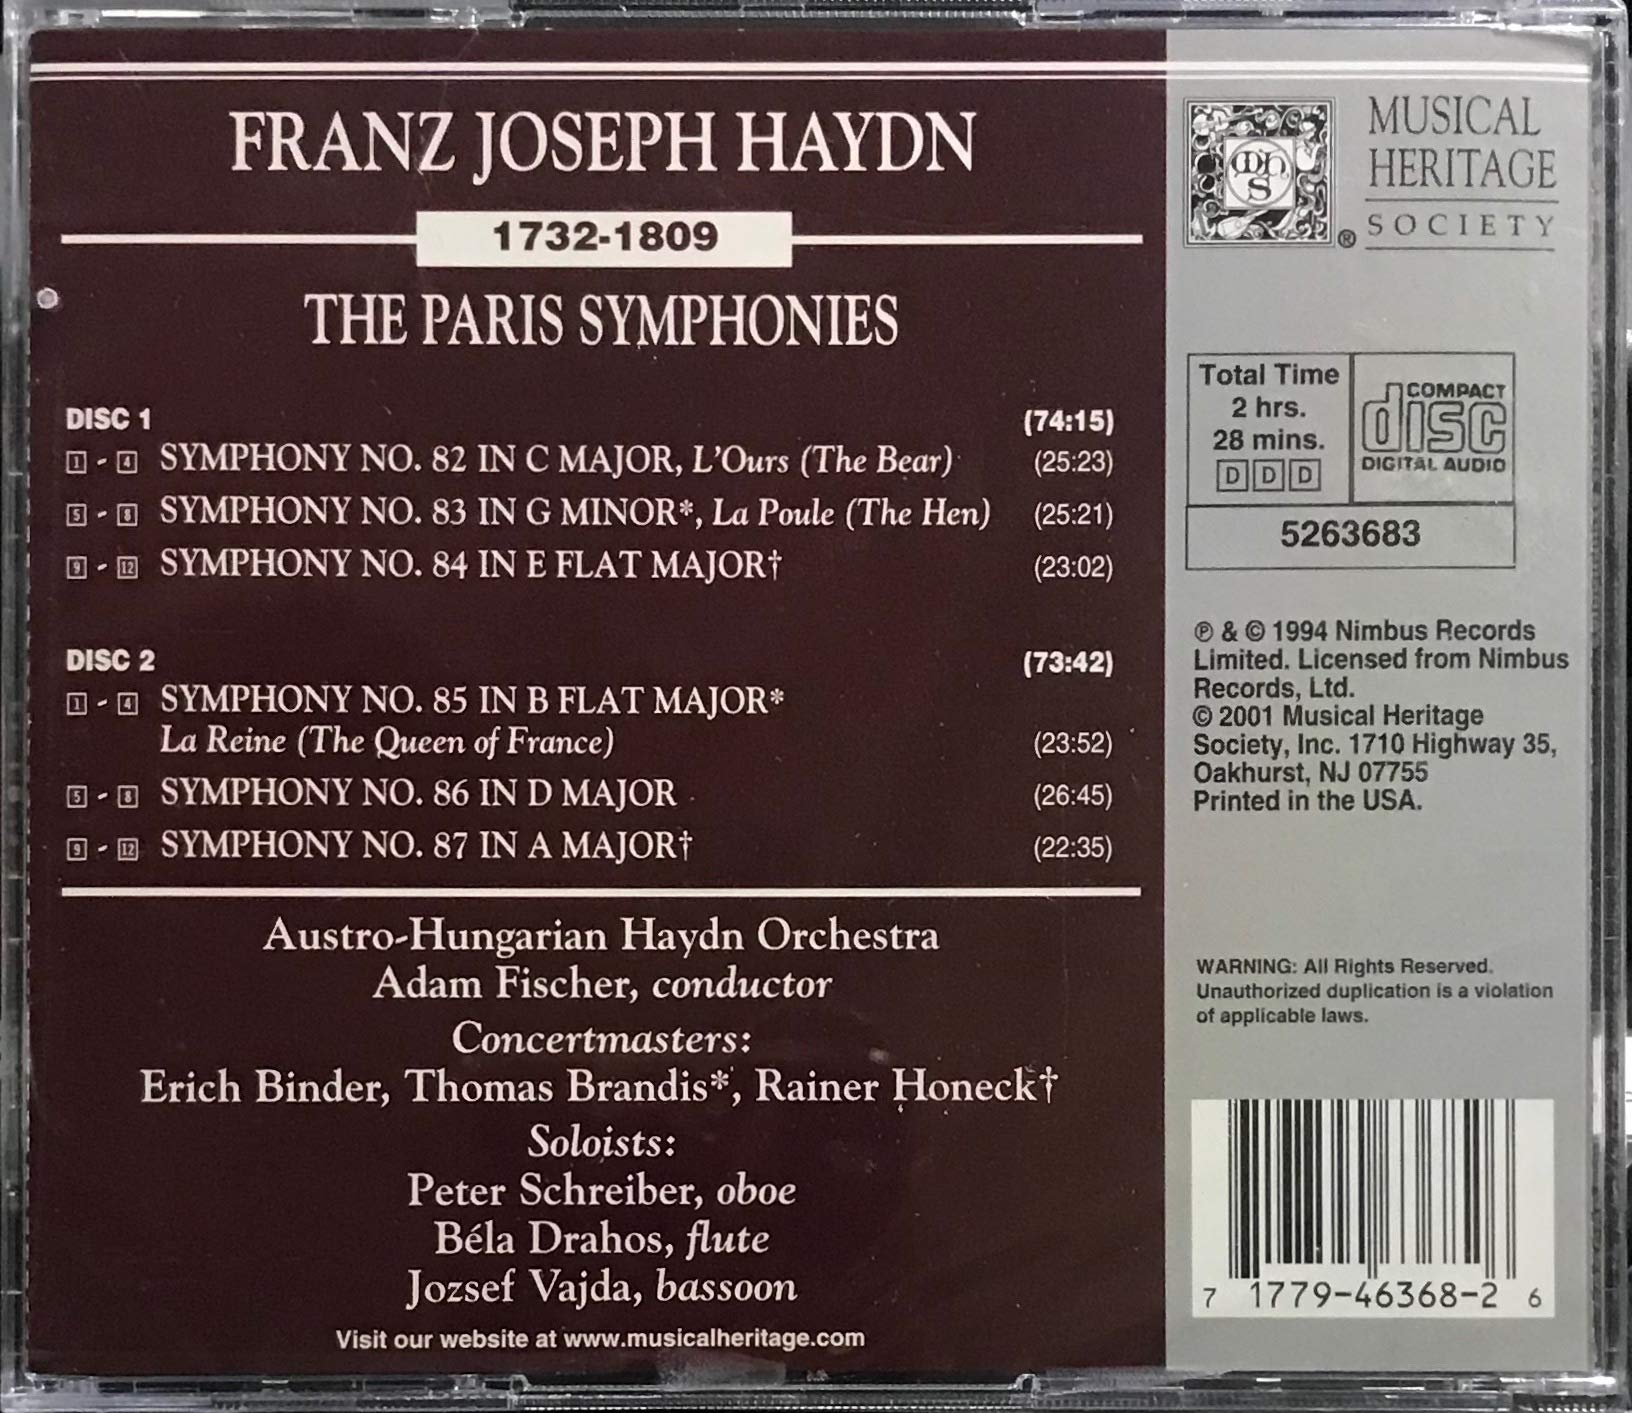 FRANZ JOSEPH HAYDN
1732-1809
THE PARIS SYMPHONIES
DISC 1 (74:15)
1 - 4 SYMPHONY NO. 82 IN C MAJOR, L'Ours (The Bear) (25:23)
5 - 8 SYMPHONY NO. 83 IN G MINOR*, La Poule (The Hen) (25:21)
9 - 12 SYMPHONY NO. 84 IN E FLAT MAJOR† (23:02)
DISC 2 (73:42)
1 - 4 SYMPHONY NO. 85 IN B FLAT MAJOR*
La Reine (The Queen of France) (23:52)
5 - 8 SYMPHONY NO. 86 IN D MAJOR (26:45)
9 - 12 SYMPHONY NO. 87 IN A MAJOR† (22:35)
Austro-Hungarian Haydn Orchestra
Adam Fischer, conductor
Concertmasters:
Erich Binder, Thomas Brandis*, Rainer Honeck†
Soloists:
Peter Schreiber, oboe
Béla Drahos, flute
Jozsef Vajda, bassoon
Visit our website at www.musicalheritage.com
mh
s
®
MUSICAL
HERITAGE
SOCIETY
Total Time
2 hrs.
28 mins.
D D D
COMPACT
disc
DIGITAL AUDIO
5263683
℗ & © 1994 Nimbus Records
Limited. Licensed from Nimbus
Records, Ltd.
© 2001 Musical Heritage
Society, Inc. 1710 Highway 35,
Oakhurst, NJ 07755
Printed in the USA.
WARNING: All Rights Reserved.
Unauthorized duplication is a violation
of applicable laws.
7 1779-46368-2 6